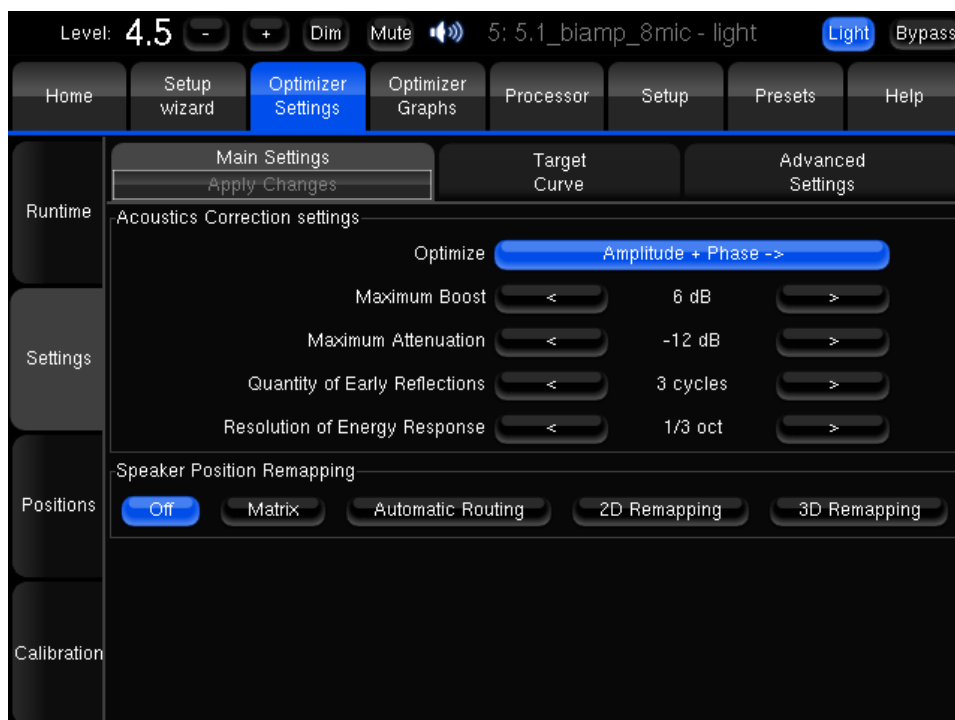 Level: 4.5 - + Dim Mute 5: 5.1_biamp_8mic - light Light Bypass
Home Setup wizard Optimizer Settings Optimizer Graphs Processor Setup Presets Help
Main Settings Target Curve Advanced Settings
Apply Changes
Runtime
Acoustics Correction settings
Optimize Amplitude + Phase ->
Maximum Boost < 6 dB >
Maximum Attenuation < -12 dB >
Settings
Quantity of Early Reflections < 3 cycles >
Resolution of Energy Response < 1/3 oct >
Speaker Position Remapping
Positions
Off Matrix Automatic Routing 2D Remapping 3D Remapping
Calibration